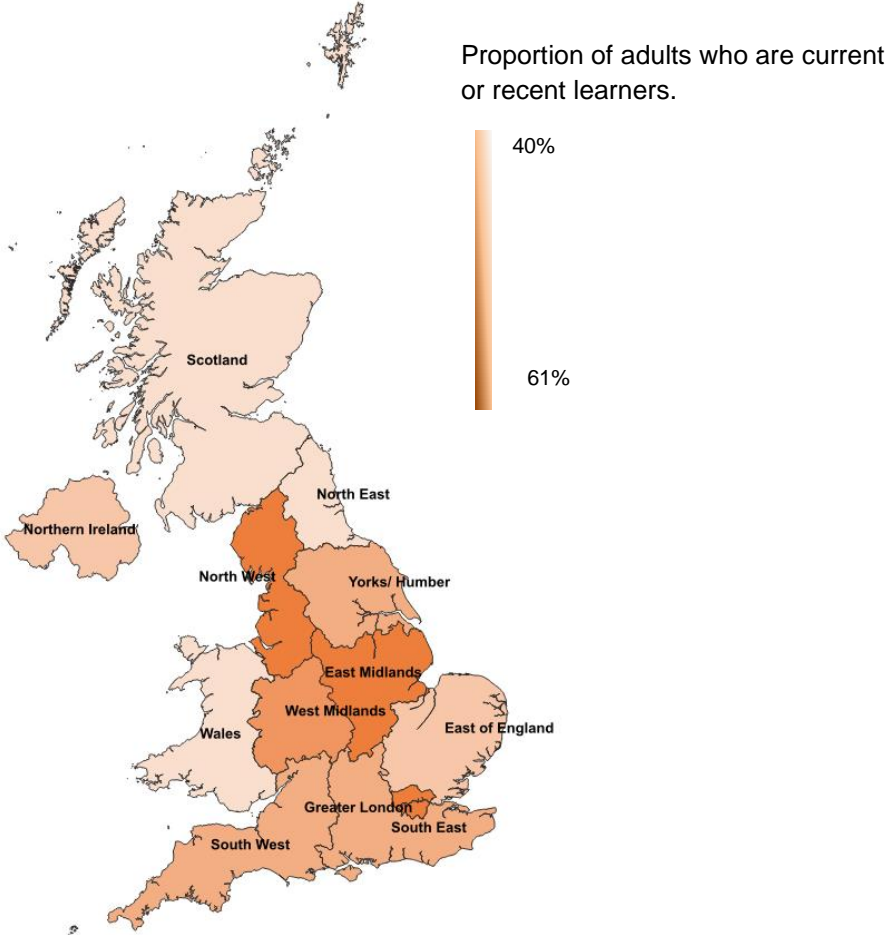 Proportion of adults who are current
or recent learners.
40%
61%
Scotland
North East
Northern Ireland
North West
Yorks/ Humber
East Midlands
West Midlands
Wales
East of England
Greater London
South East
South West